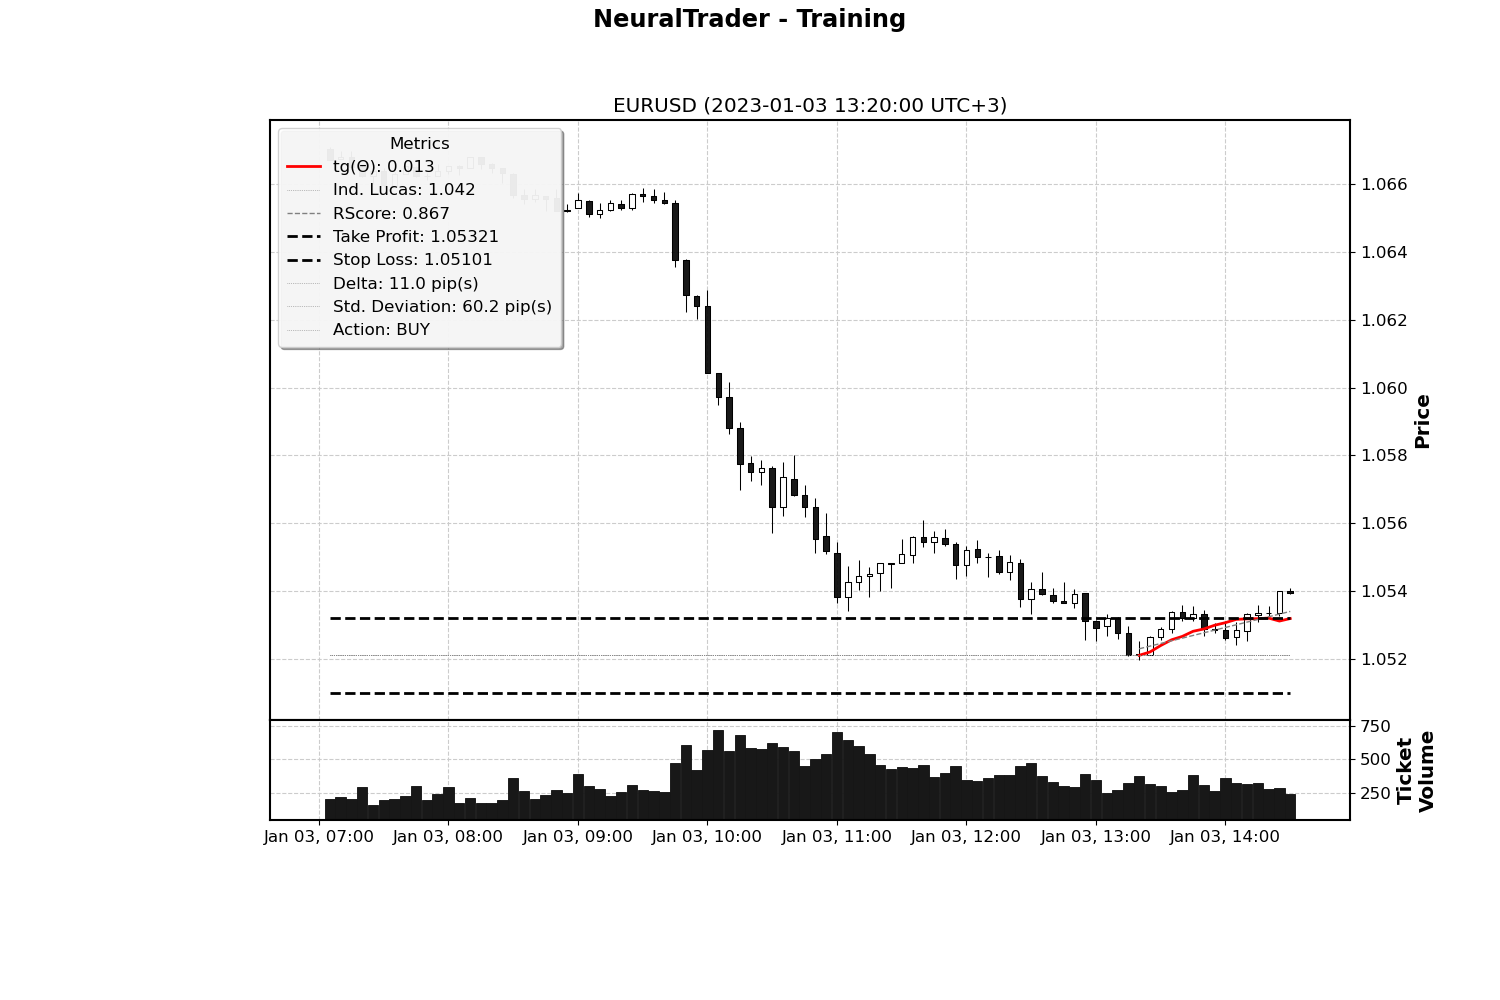 NeuralTrader - Training
EURUSD (2023-01-03 13:20:00 UTC+3)
Metrics
tg(Θ): 0.013
Ind. Lucas: 1.042
RScore: 0.867
Take Profit: 1.05321
Stop Loss: 1.05101
Delta: 11.0 pip(s)
Std. Deviation: 60.2 pip(s)
Action: BUY
1.066
1.064
1.062
1.060
1.058
1.056
1.054
1.052
Price
750
500
250
Ticket
Volume
Jan 03, 07:00
Jan 03, 08:00
Jan 03, 09:00
Jan 03, 10:00
Jan 03, 11:00
Jan 03, 12:00
Jan 03, 13:00
Jan 03, 14:00